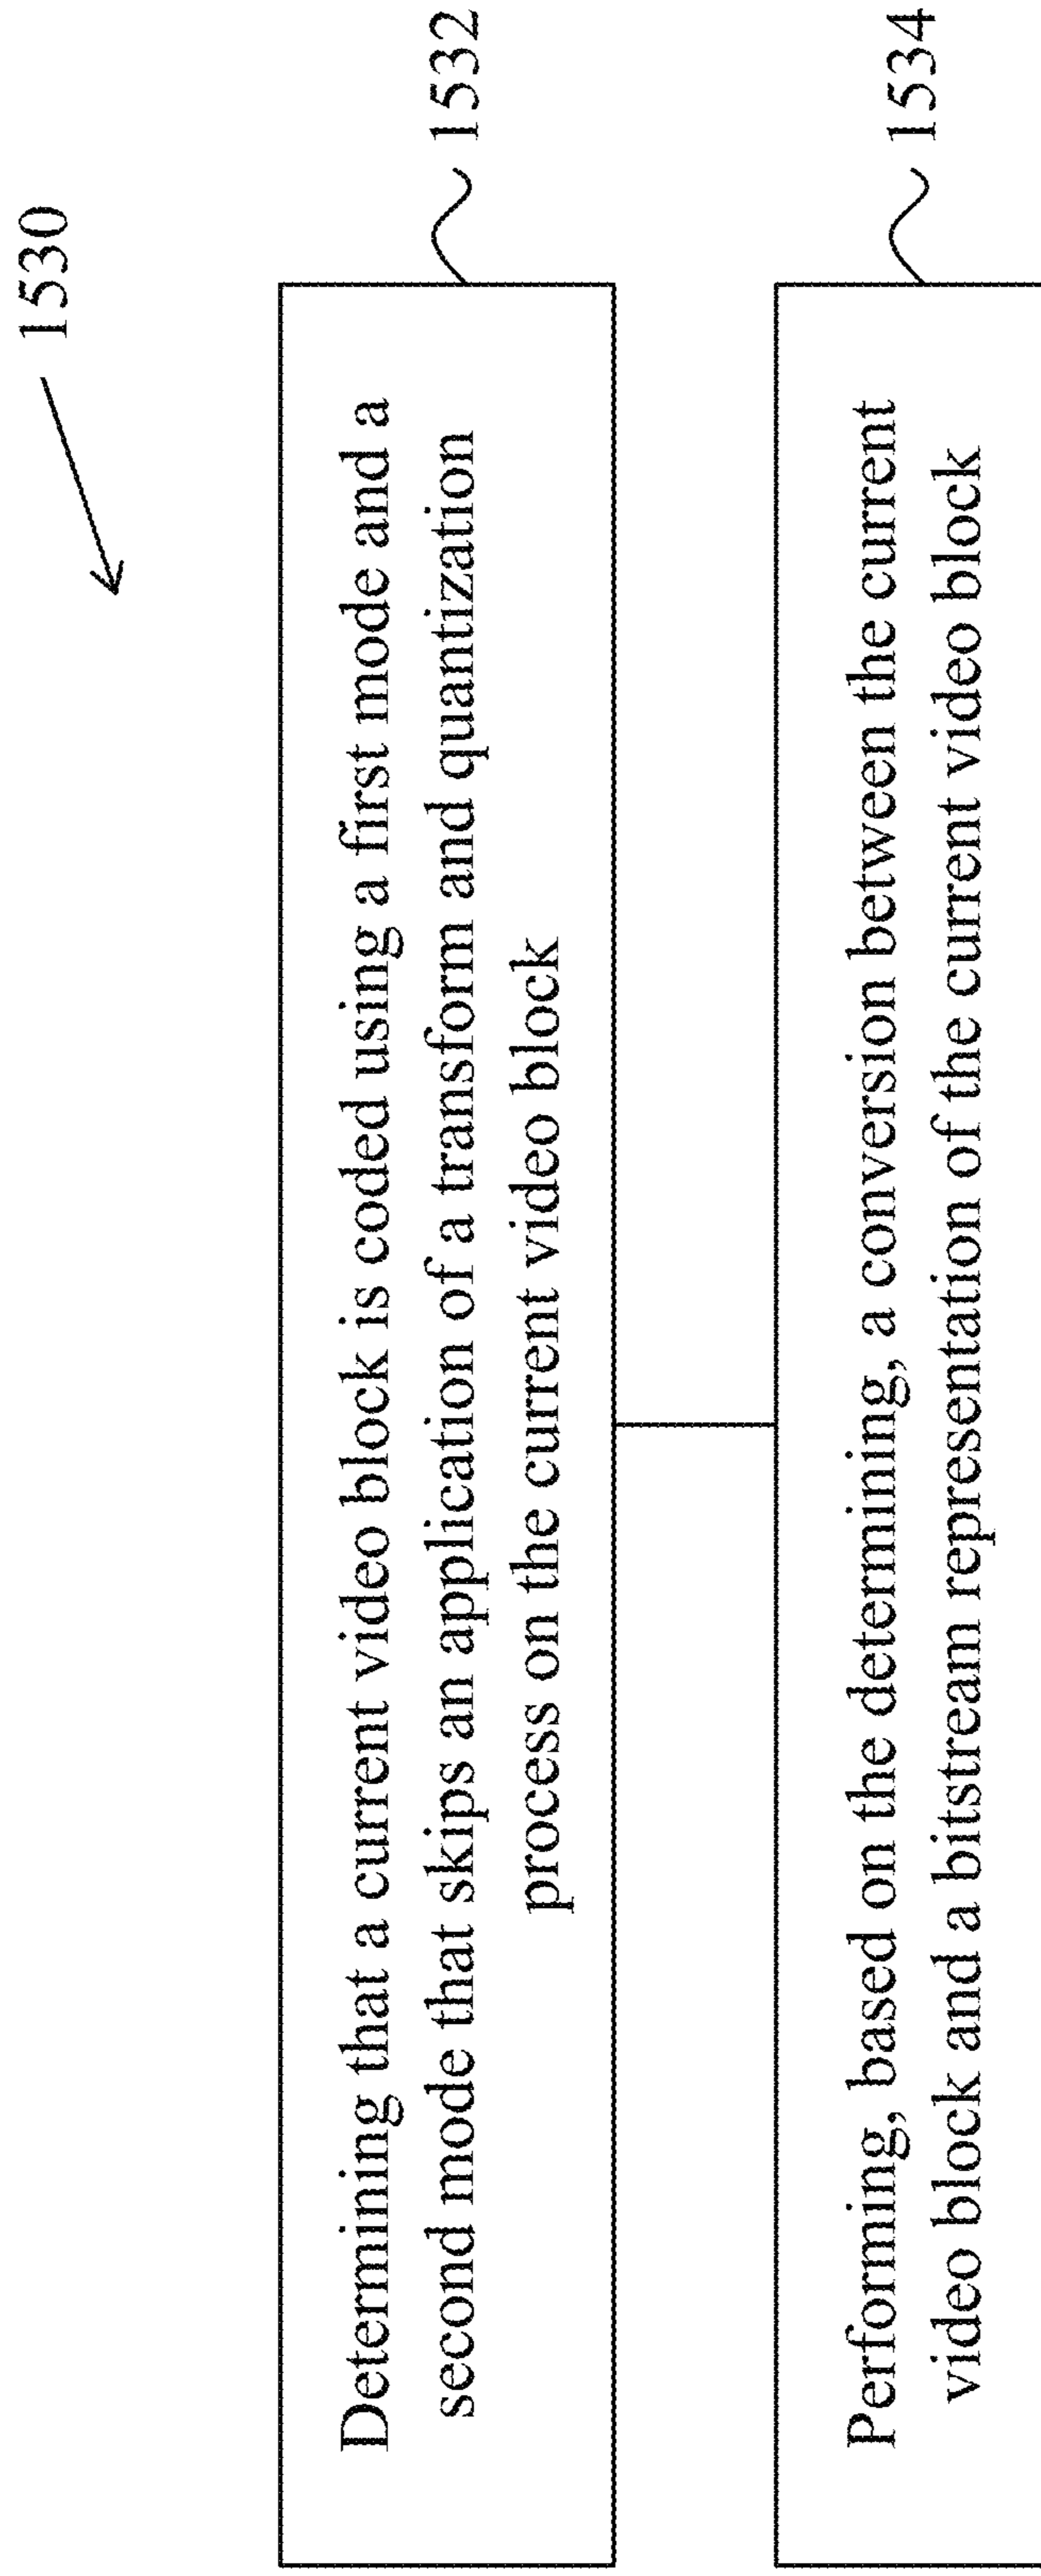 1530
Determining that a current video block is coded using a first mode and a
second mode that skips an application of a transform and quantization
process on the current video block
1532
Performing, based on the determining, a conversion between the current
video block and a bitstream representation of the current video block
1534